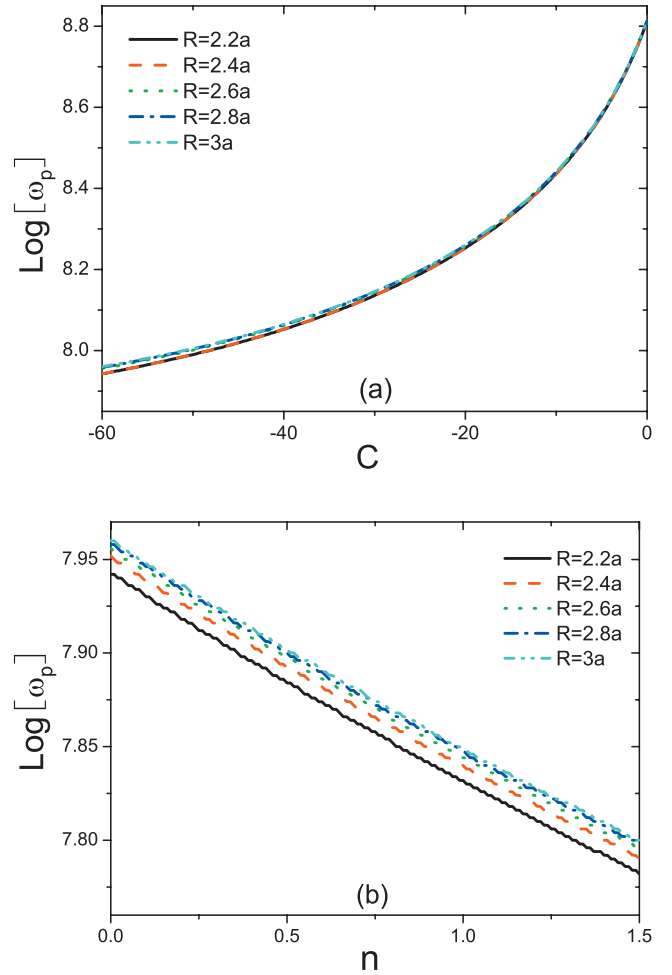 8.8
8.6
8.4
8.2
8.0
Log[ωp]
R=2.2a
R=2.4a
R=2.6a
R=2.8a
R=3a
(a)
-60
-40
-20
0
C
7.95
7.90
7.85
7.80
Log[ωp]
R=2.2a
R=2.4a
R=2.6a
R=2.8a
R=3a
(b)
0.0
0.5
1.0
1.5
n